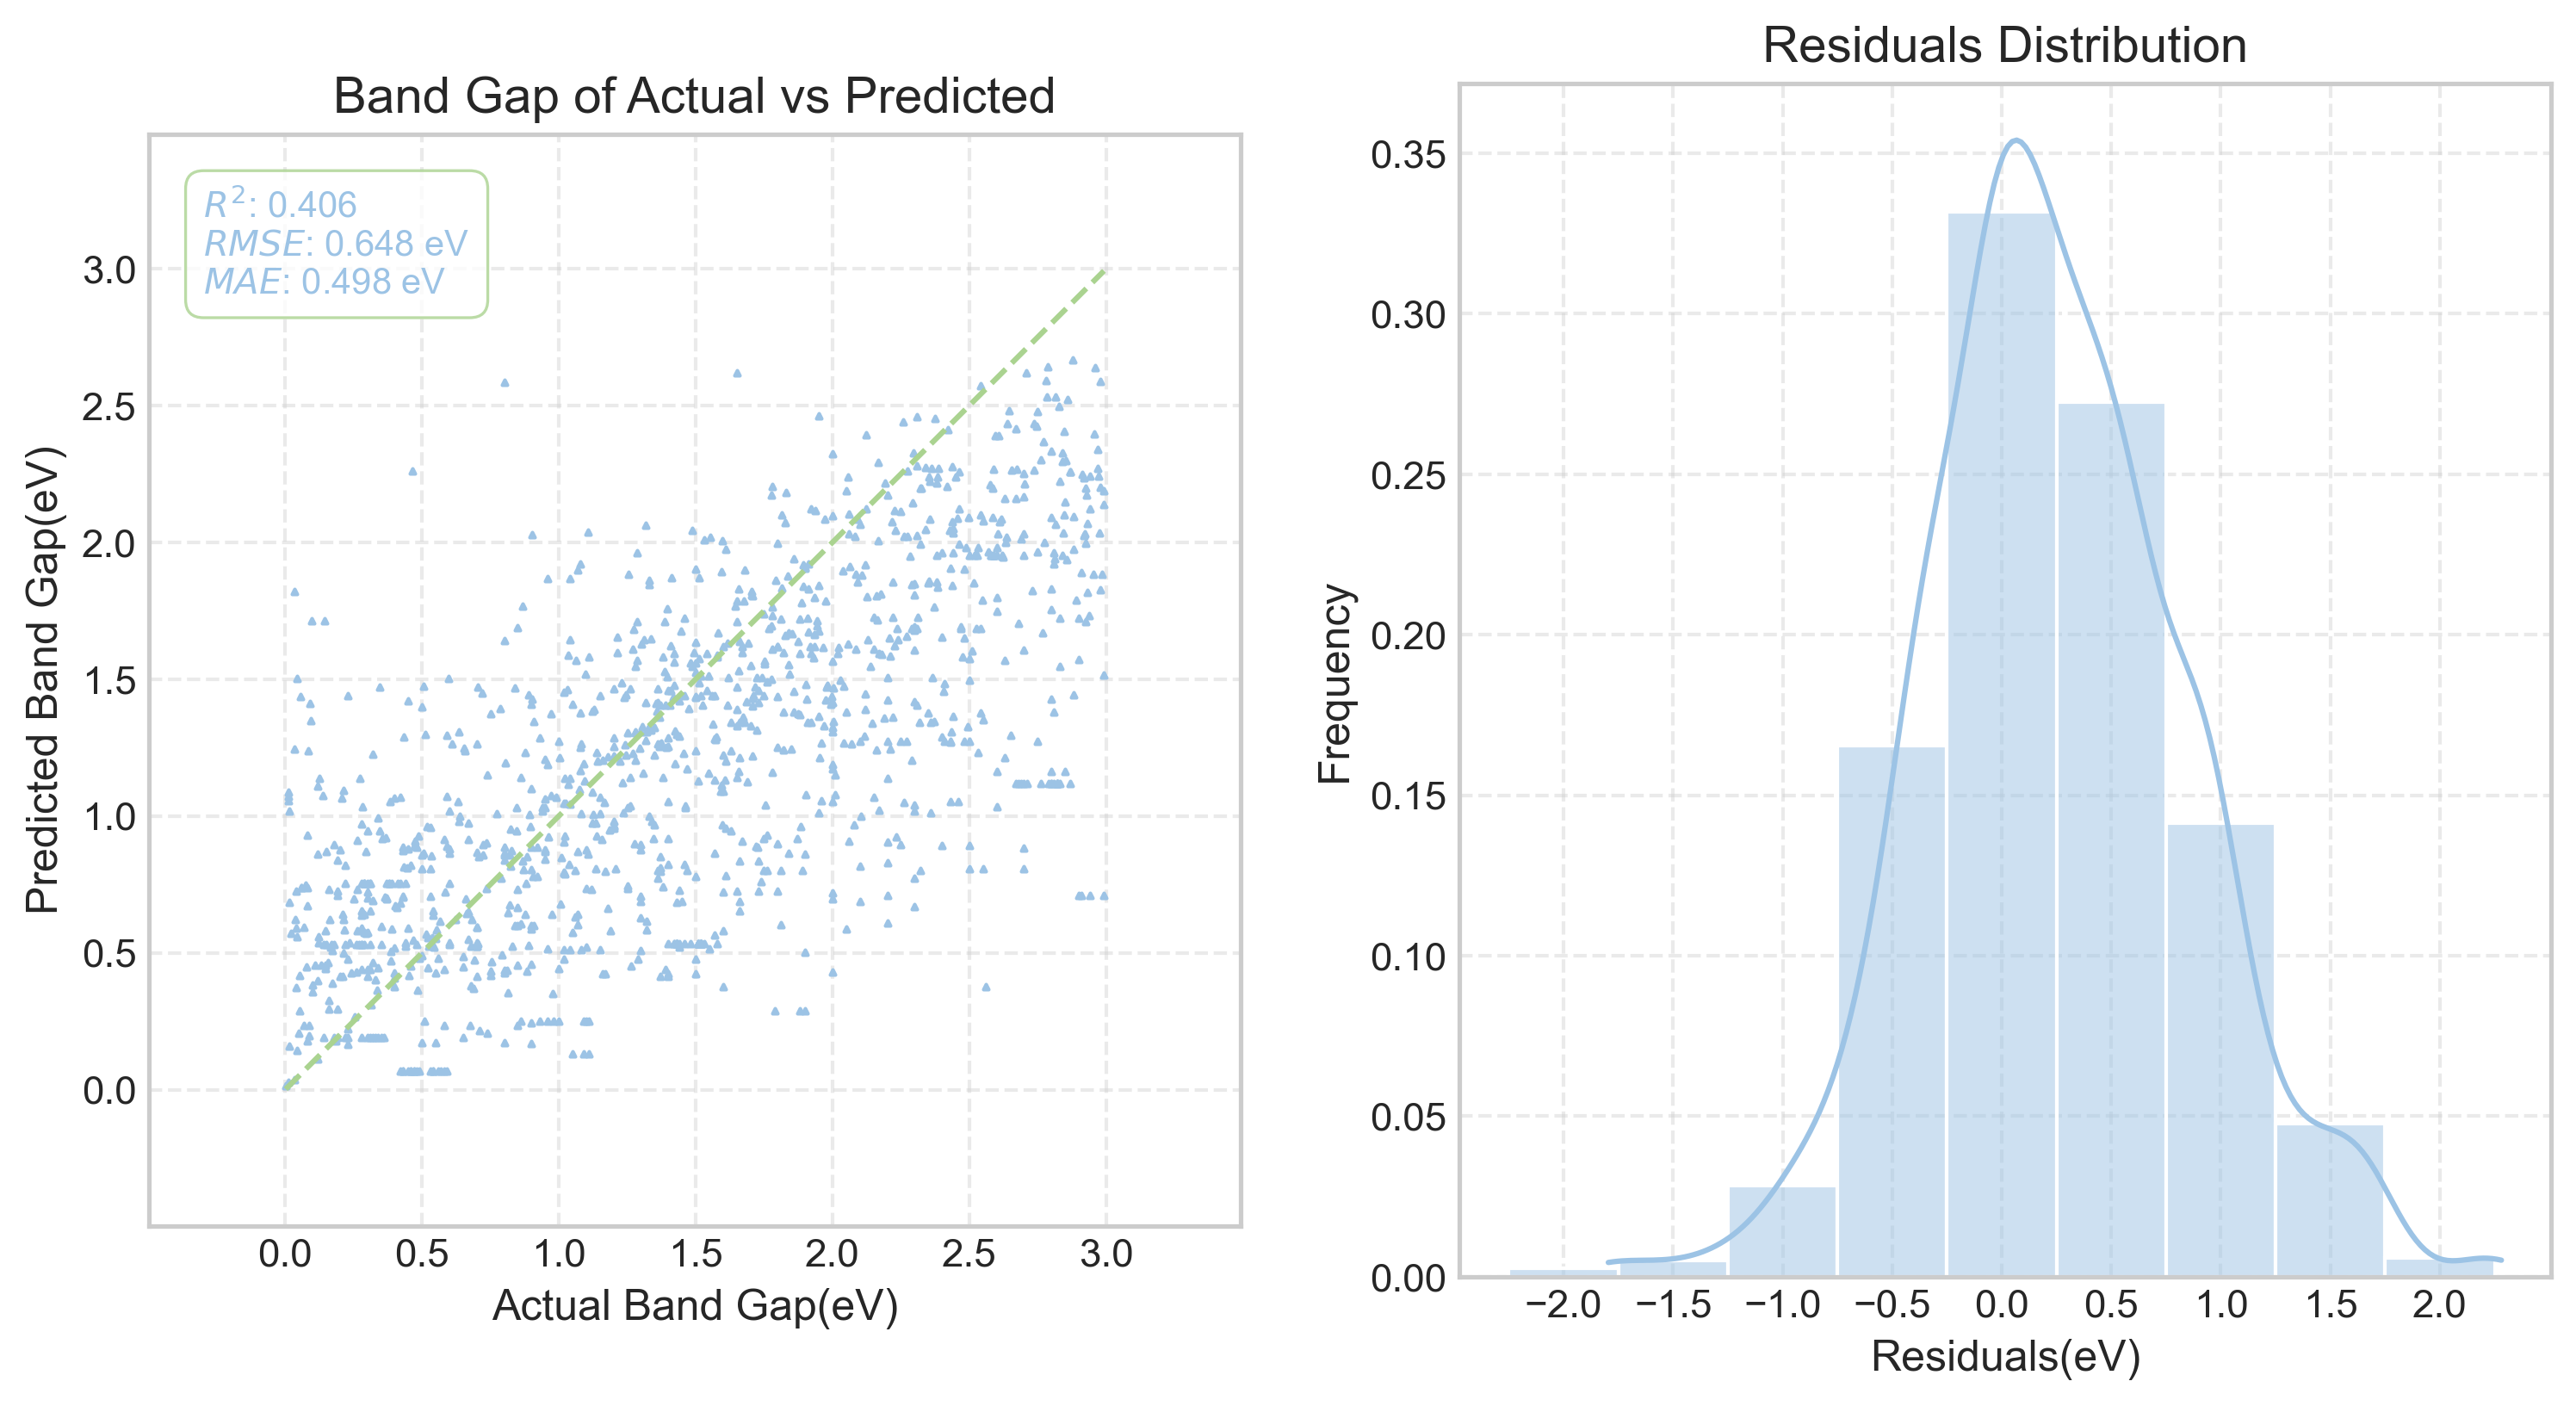 Band Gap of Actual vs Predicted
R²: 0.406
RMSE: 0.648 eV
MAE: 0.498 eV
Predicted Band Gap(eV)
3.0
2.5
2.0
1.5
1.0
0.5
0.0
0.0 0.5 1.0 1.5 2.0 2.5 3.0
Actual Band Gap(eV)
Residuals Distribution
Frequency
0.35
0.30
0.25
0.20
0.15
0.10
0.05
0.00
−2.0 −1.5 −1.0 −0.5 0.0 0.5 1.0 1.5 2.0
Residuals(eV)